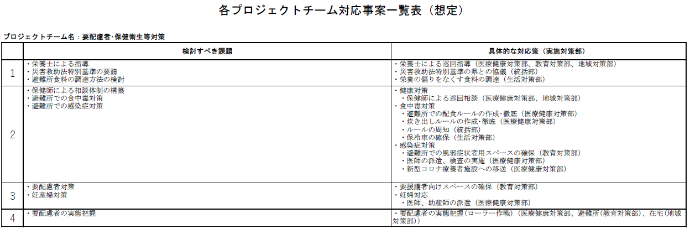 各プロジェクトチーム対応事案一覧表（想定）
プロジェクトチーム名：要配慮者・保健衛生等対策
検討すべき課題
具体的な対応策（実施対策部）
1
・栄養士による指導
・災害救助法特別基準の要請
・避難所食料の調達方法の検討
・栄養士による巡回指導（医療健康対策部、教育対策部、地域対策部）
・災害救助法特別基準の県との協議（統括部）
・栄養の偏りをなくす食料の調達（生活対策部）
2
・保健師による相談体制の構築
・避難所での食中毒対策
・避難所での感染症対策
・健康対策
・保健師による巡回相談（医療健康対策部、地域対策部）
・食中毒対策
・避難所での配食ルールの作成・徹底（医療健康対策部）
・炊き出しルールの作成・徹底（医療健康対策部）
・ルールの周知（統括部）
・保冷車の確保（生活対策部）
・感染症対策
・避難所での風邪症状者用スペースの確保（教育対策部）
・医師の派遣、検査の実施（医療健康対策部）
・新型コロナ療養者施設への移送（医療健康対策部）
3
・要配慮者対策
・妊産婦対策
・要援護者向けスペースの確保（教育対策部）
・妊婦対応
・医師、助産師の派遣（医療健康対策部）
4
・要配慮者の実態把握
・要配慮者の実態把握（ローラー作戦）（医療健康対策部、避難所（教育対策部）、在宅（地域
対策部））